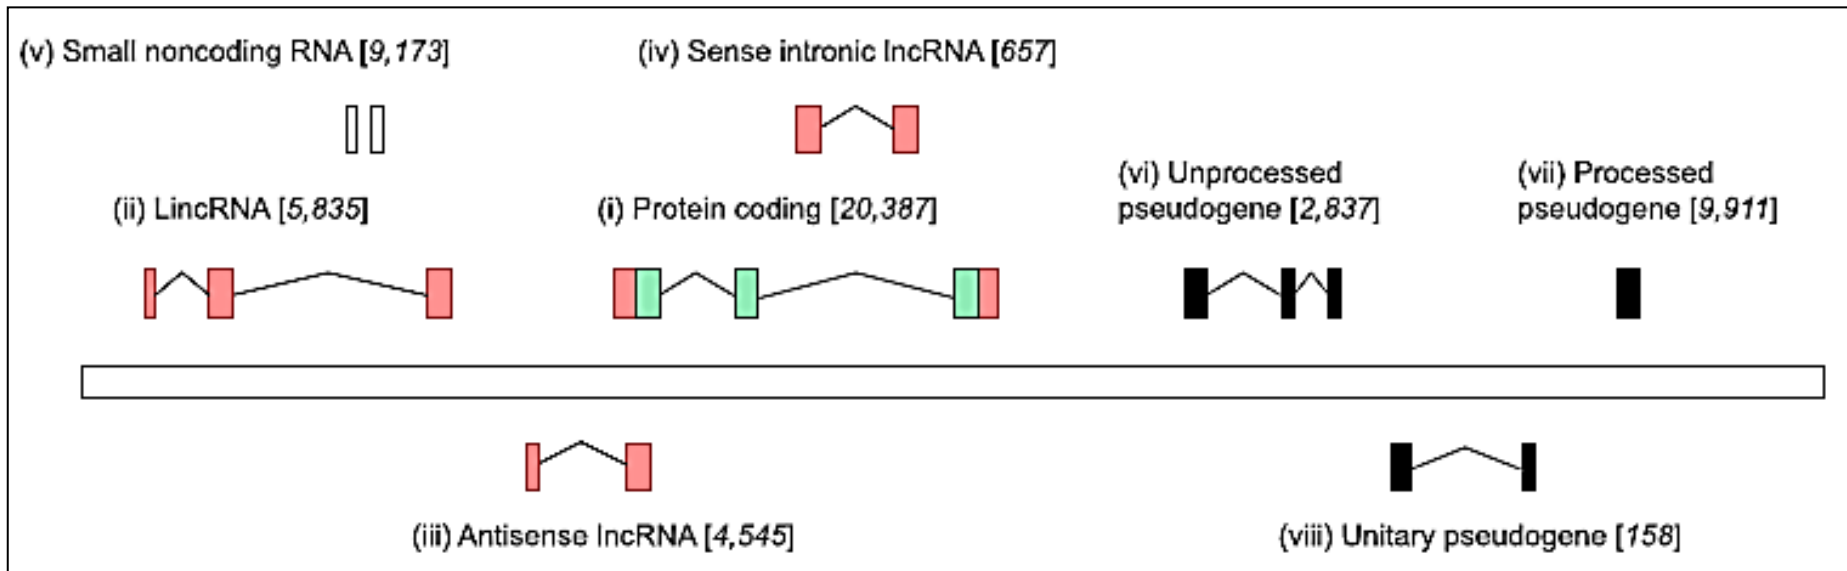 (v) Small noncoding RNA [9,173]
(iv) Sense intronic lncRNA [657]
(vi) Unprocessed
pseudogene [2,837]
(vii) Processed
pseudogene [9,911]
(ii) LincRNA [5,835]
(i) Protein coding [20,387]
(iii) Antisense lncRNA [4,545]
(viii) Unitary pseudogene [158]